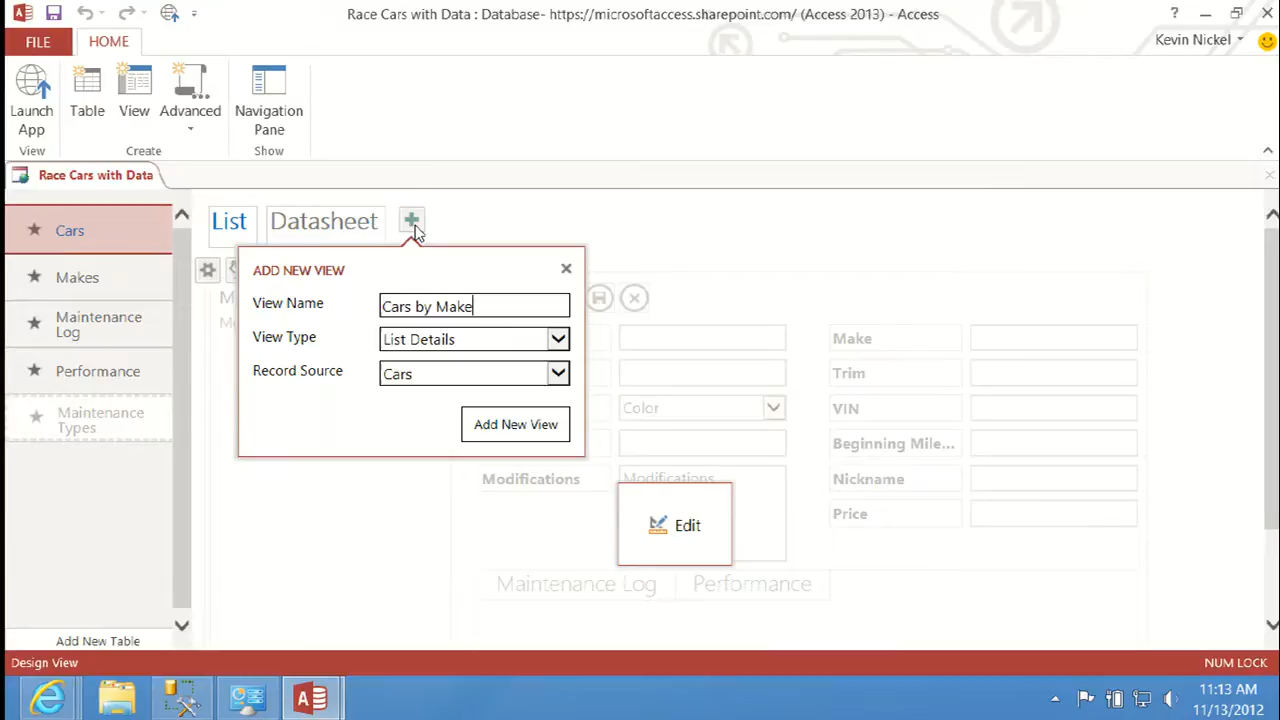 Race Cars with Data : Database- https://microsoftaccess.sharepoint.com/ (Access 2013) - Access
?
FILE
HOME
Kevin Nickel
Launch App
Table
View
Advanced
Navigation Pane
View
Create
Show
Race Cars with Data
Cars
Makes
Maintenance
Log
Performance
Maintenance
Types
Add New Table
List
Datasheet
ADD NEW VIEW
View Name
Cars by Make
View Type
List Details
Record Source
Cars
Add New View
Make
Trim
Color
VIN
Beginning Mile...
Modifications
Modifications
Nickname
Price
Edit
Maintenance Log
Performance
Design View
NUM LOCK
11:13 AM
11/13/2012